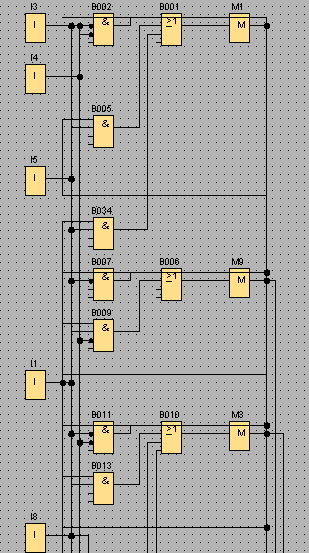 I3 B002 B001 M1
I & ≥1 M
I4
I
B005
&
I5
I
B034
&
B007 B006 M9
& ≥1 M
B009
&
I1
I
B011 B010 M3
& ≥1 M
B013
&
I8
I